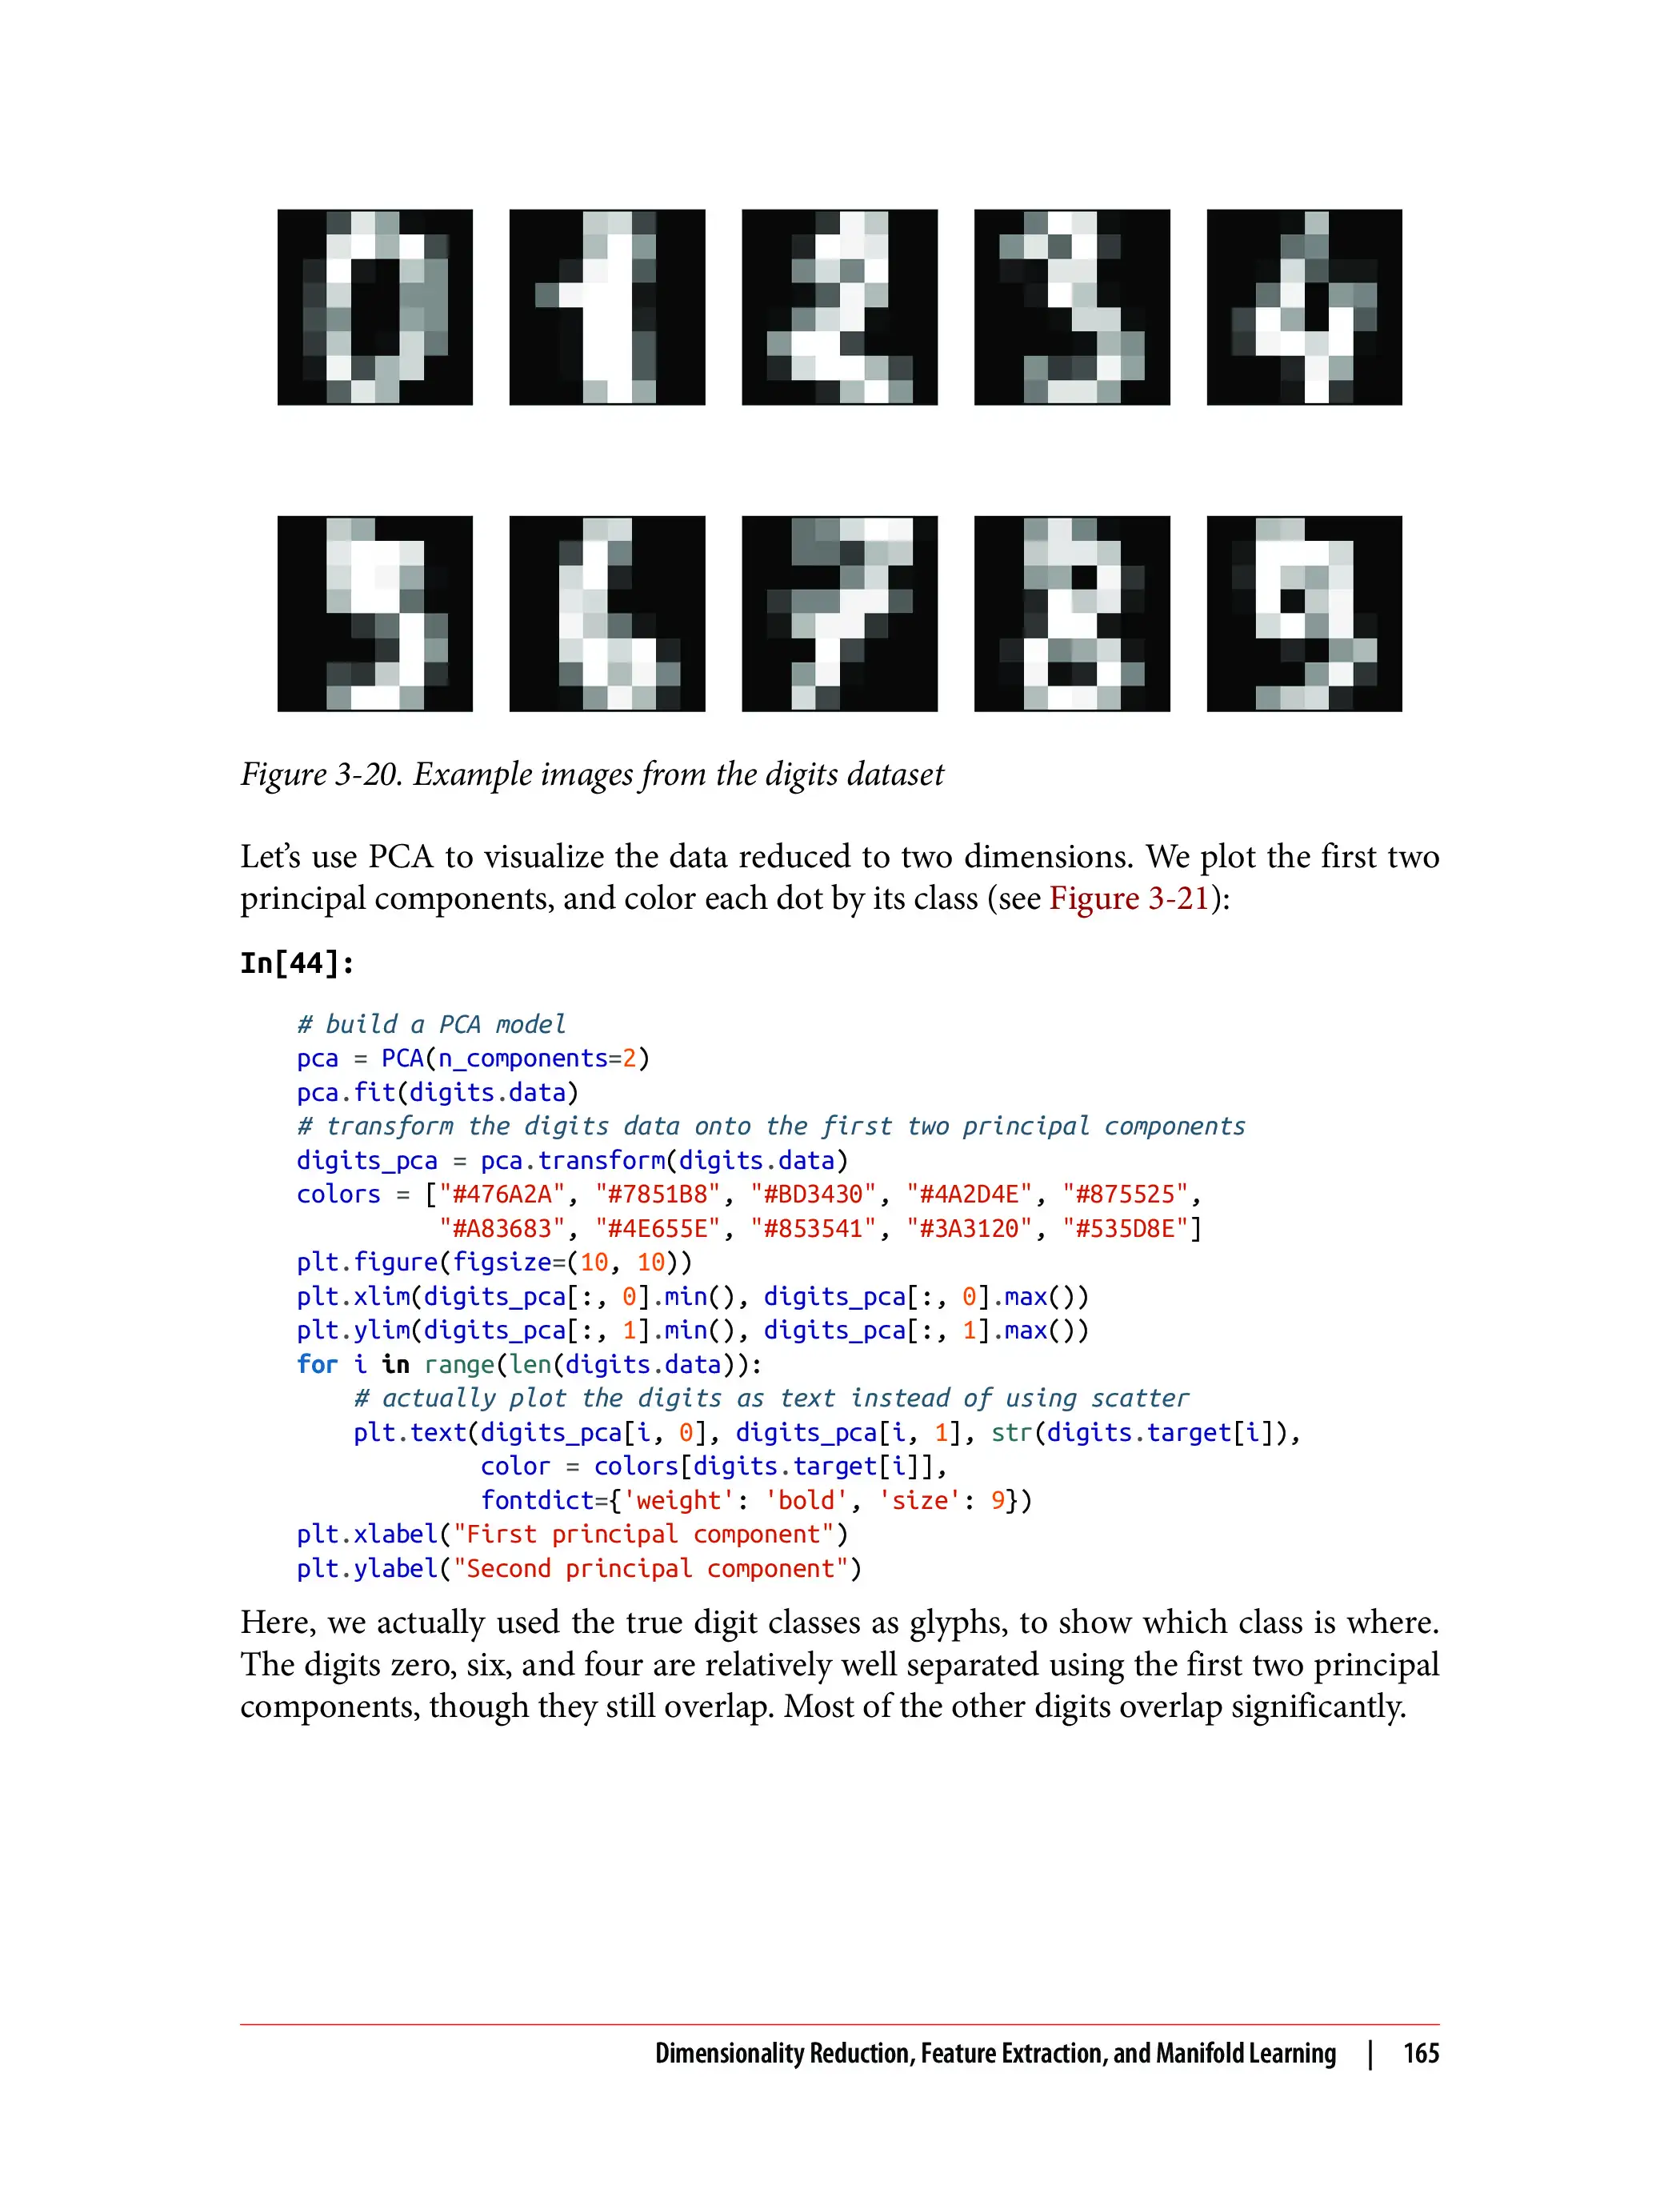 Figure 3-20. Example images from the digits dataset
Let’s use PCA to visualize the data reduced to two dimensions. We plot the first two
principal components, and color each dot by its class (see Figure 3-21):
In[44]:
# build a PCA model
pca = PCA(n_components=2)
pca.fit(digits.data)
# transform the digits data onto the first two principal components
digits_pca = pca.transform(digits.data)
colors = ["#476A2A", "#7851B8", "#BD3430", "#4A2D4E", "#875525",
"#A83683", "#4E655E", "#853541", "#3A3120", "#535D8E"]
plt.figure(figsize=(10, 10))
plt.xlim(digits_pca[:, 0].min(), digits_pca[:, 0].max())
plt.ylim(digits_pca[:, 1].min(), digits_pca[:, 1].max())
for i in range(len(digits.data)):
# actually plot the digits as text instead of using scatter
plt.text(digits_pca[i, 0], digits_pca[i, 1], str(digits.target[i]),
color = colors[digits.target[i]],
fontdict={'weight': 'bold', 'size': 9})
plt.xlabel("First principal component")
plt.ylabel("Second principal component")
Here, we actually used the true digit classes as glyphs, to show which class is where.
The digits zero, six, and four are relatively well separated using the first two principal
components, though they still overlap. Most of the other digits overlap significantly.
Dimensionality Reduction, Feature Extraction, and Manifold Learning | 165